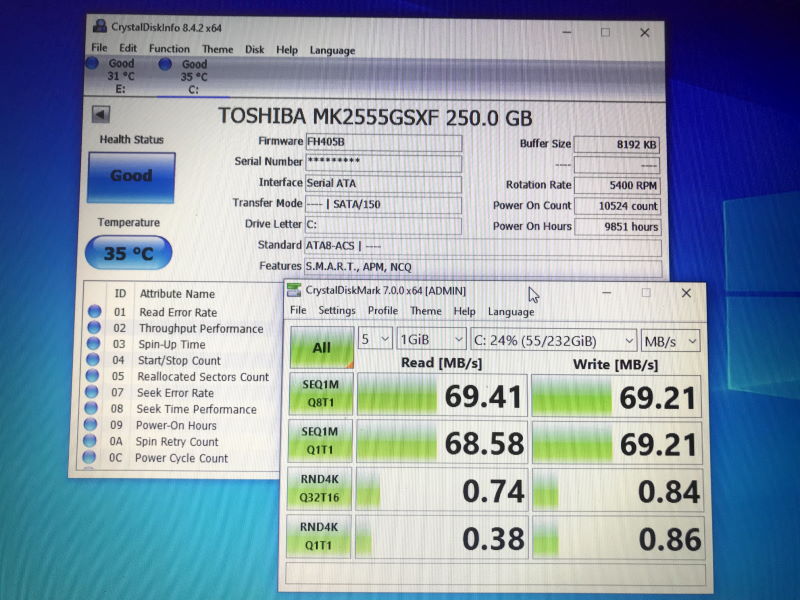 CrystalDiskInfo 8.4.2 x64
File Edit Function Theme Disk Help Language
Good Good
31 °C 35 °C
E: C:
TOSHIBA MK2555GSXF 250.0 GB
Health Status
Good
Temperature
35 °C
Firmware FH405B
Serial Number *********
Interface Serial ATA
Transfer Mode ---- | SATA/150
Drive Letter C:
Standard ATA8-ACS | ----
Features S.M.A.R.T., APM, NCQ
Buffer Size 8192 KB
---- ----
Rotation Rate 5400 RPM
Power On Count 10524 count
Power On Hours 9851 hours
ID Attribute Name
01 Read Error Rate
02 Throughput Performance
03 Spin-Up Time
04 Start/Stop Count
05 Reallocated Sectors Count
07 Seek Error Rate
08 Seek Time Performance
09 Power-On Hours
0A Spin Retry Count
0C Power Cycle Count
CrystalDiskMark 7.0.0 x64 [ADMIN]
File Settings Profile Theme Help Language
All 5 1GiB C: 24% (55/232GiB) MB/s
Read [MB/s] Write [MB/s]
SEQ1M
Q8T1 69.41 69.21
SEQ1M
Q1T1 68.58 69.21
RND4K
Q32T16 0.74 0.84
RND4K
Q1T1 0.38 0.86